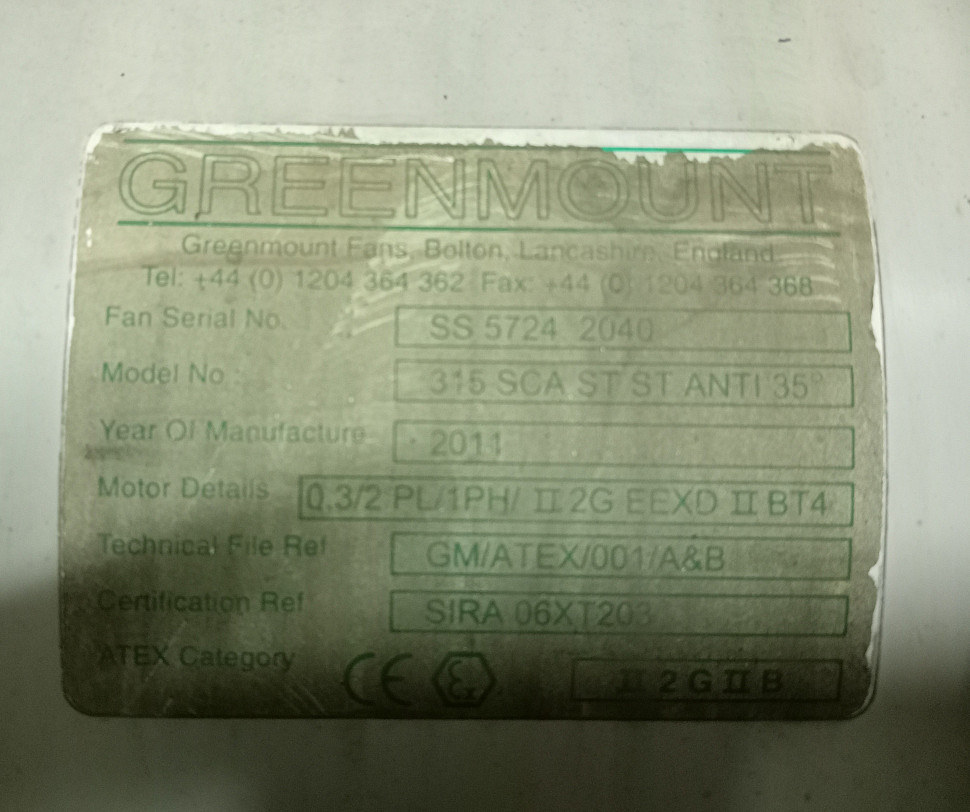 GREENMOUNT
Greenmount Fans, Bolton, Lancashire, England
Tel: +44 (0) 1204 364 362 Fax: +44 (0) 1204 364 368
Fan Serial No. SS 5724 2040
Model No : 315 SCA ST ST ANTI 35°
Year Of Manufacture 2011
Motor Details 0.3/2 PL/1PH/ II 2G EEXD II BT4
Technical File Ref GM/ATEX/001/A&B
Certification Ref SIRA 06XT203
ATEX Category CE Ex II 2 G II B